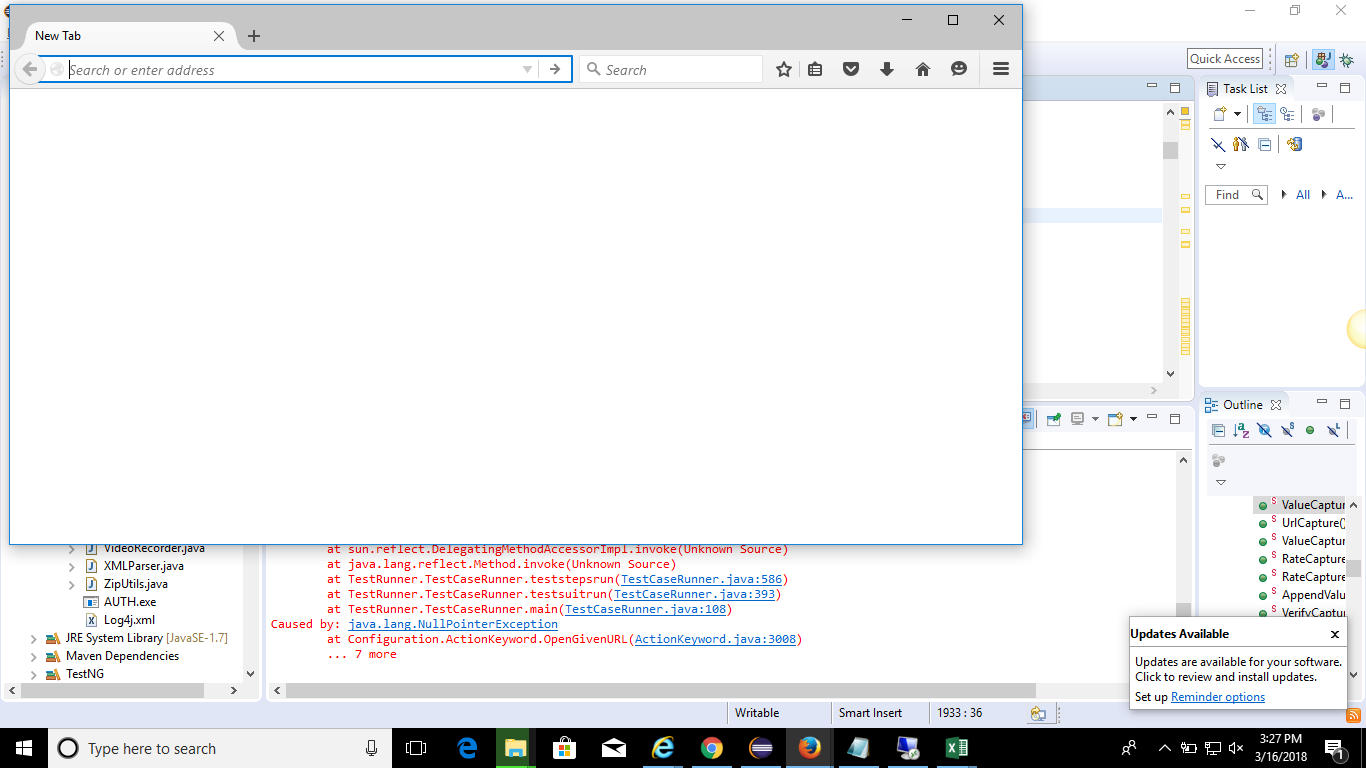 New Tab
Search or enter address
Search
Quick Access
Task List
Find
All
A...
Outline
ValueCaptur
UrlCapture()
ValueCaptur
RateCapture
RateCapture
AppendValu
VerifyCaptu
VideoRecorder.java
XMLParser.java
ZipUtils.java
AUTH.exe
Log4j.xml
JRE System Library [JavaSE-1.7]
Maven Dependencies
TestNG
at sun.reflect.DelegatingMethodAccessorImpl.invoke(Unknown Source)
at java.lang.reflect.Method.invoke(Unknown Source)
at TestRunner.TestCaseRunner.teststepsrun(TestCaseRunner.java:586)
at TestRunner.TestCaseRunner.testsuitrun(TestCaseRunner.java:393)
at TestRunner.TestCaseRunner.main(TestCaseRunner.java:108)
Caused by: java.lang.NullPointerException
at Configuration.ActionKeyword.OpenGivenURL(ActionKeyword.java:3008)
... 7 more
Updates Available
Updates are available for your software.
Click to review and install updates.
Set up Reminder options
Writable
Smart Insert
1933 : 36
Type here to search
3:27 PM
3/16/2018
1